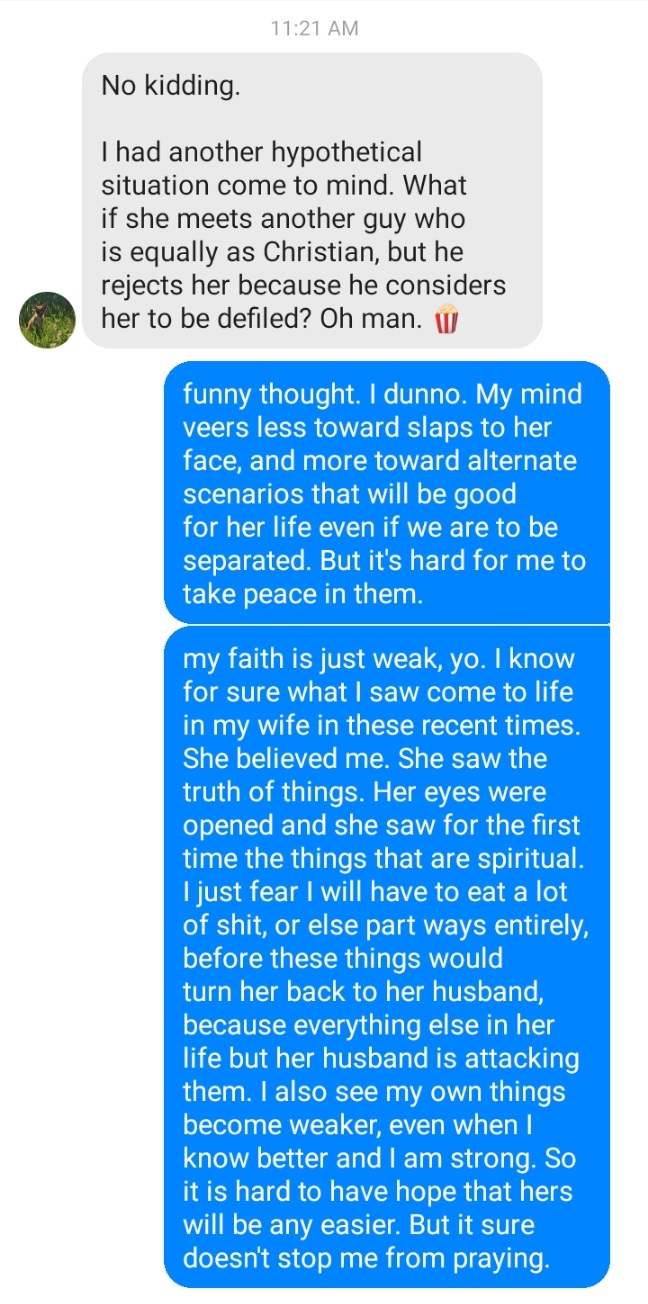 11:21 AM
No kidding.
I had another hypothetical
situation come to mind. What
if she meets another guy who
is equally as Christian, but he
rejects her because he considers
her to be defiled? Oh man. 🍿
funny thought. I dunno. My mind
veers less toward slaps to her
face, and more toward alternate
scenarios that will be good
for her life even if we are to be
separated. But it's hard for me to
take peace in them.
my faith is just weak, yo. I know
for sure what I saw come to life
in my wife in these recent times.
She believed me. She saw the
truth of things. Her eyes were
opened and she saw for the first
time the things that are spiritual.
I just fear I will have to eat a lot
of shit, or else part ways entirely,
before these things would
turn her back to her husband,
because everything else in her
life but her husband is attacking
them. I also see my own things
become weaker, even when I
know better and I am strong. So
it is hard to have hope that hers
will be any easier. But it sure
doesn't stop me from praying.